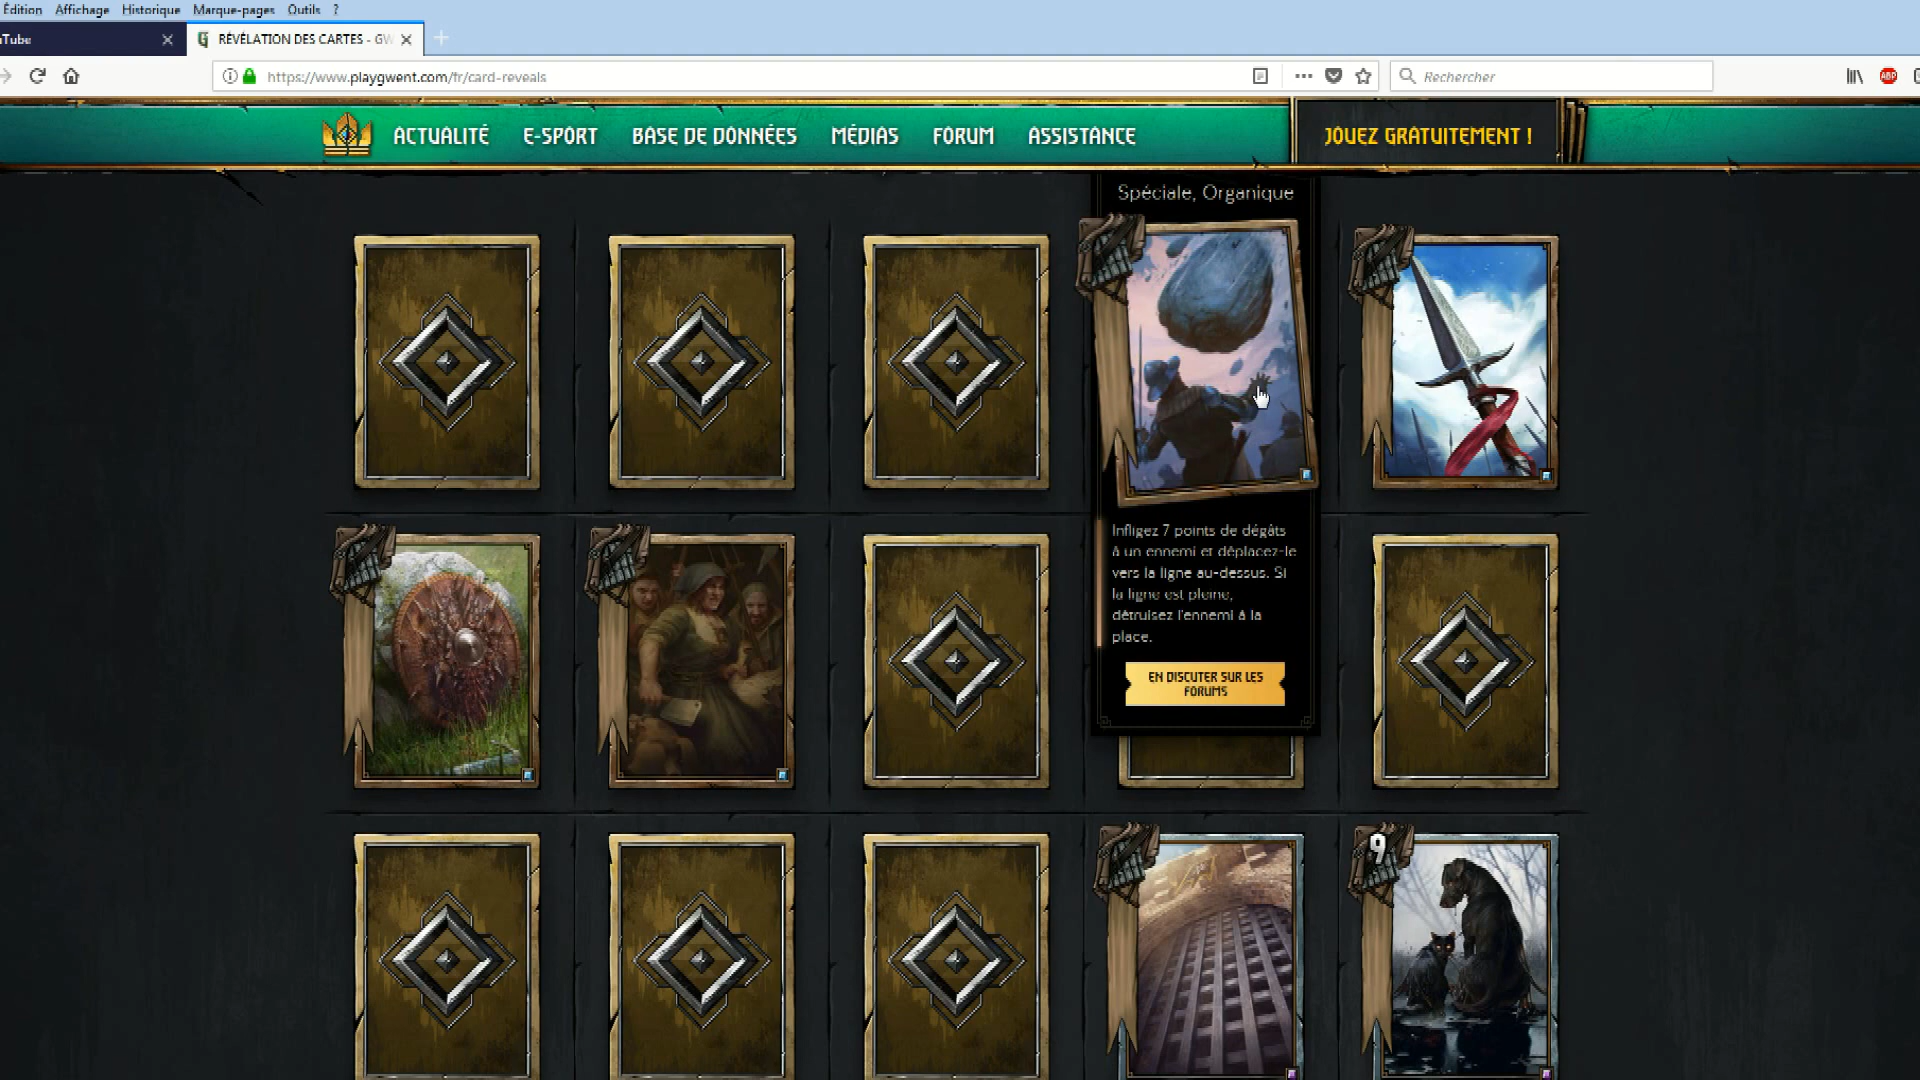 Édition Affichage Historique Marque-pages Outils ?
Tube
RÉVÉLATION DES CARTES - GW
https://www.playgwent.com/fr/card-reveals
Rechercher
ABP
ACTUALITÉ E-SPORT BASE DE DONNÉES MÉDIAS FORUM ASSISTANCE
JOUEZ GRATUITEMENT !
Spéciale, Organique
Infligez 7 points de dégâts
à un ennemi et déplacez-le
vers la ligne au-dessus. Si
la ligne est pleine,
détruisez l'ennemi à la
place.
EN DISCUTER SUR LES
FORUMS
9